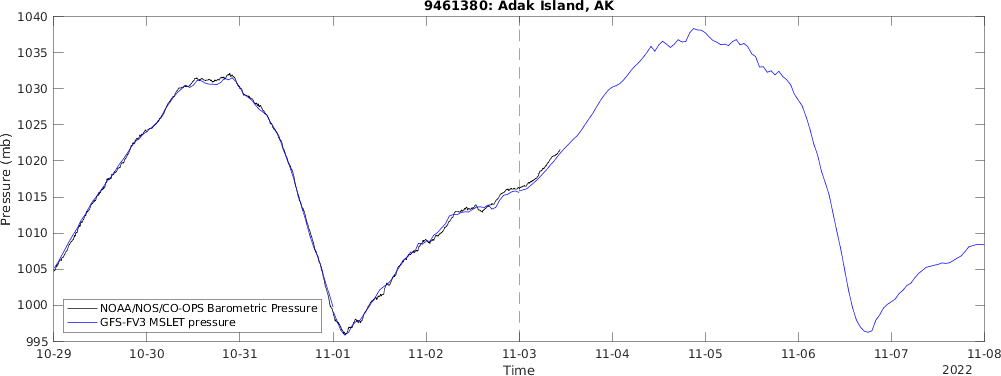 9461380: Adak Island, AK
Pressure (mb)
1040
1035
1030
1025
1020
1015
1010
1005
1000
995
NOAA/NOS/CO-OPS Barometric Pressure
GFS-FV3 MSLET pressure
10-29 10-30 10-31 11-01 11-02 11-03 11-04 11-05 11-06 11-07 11-08
Time
2022